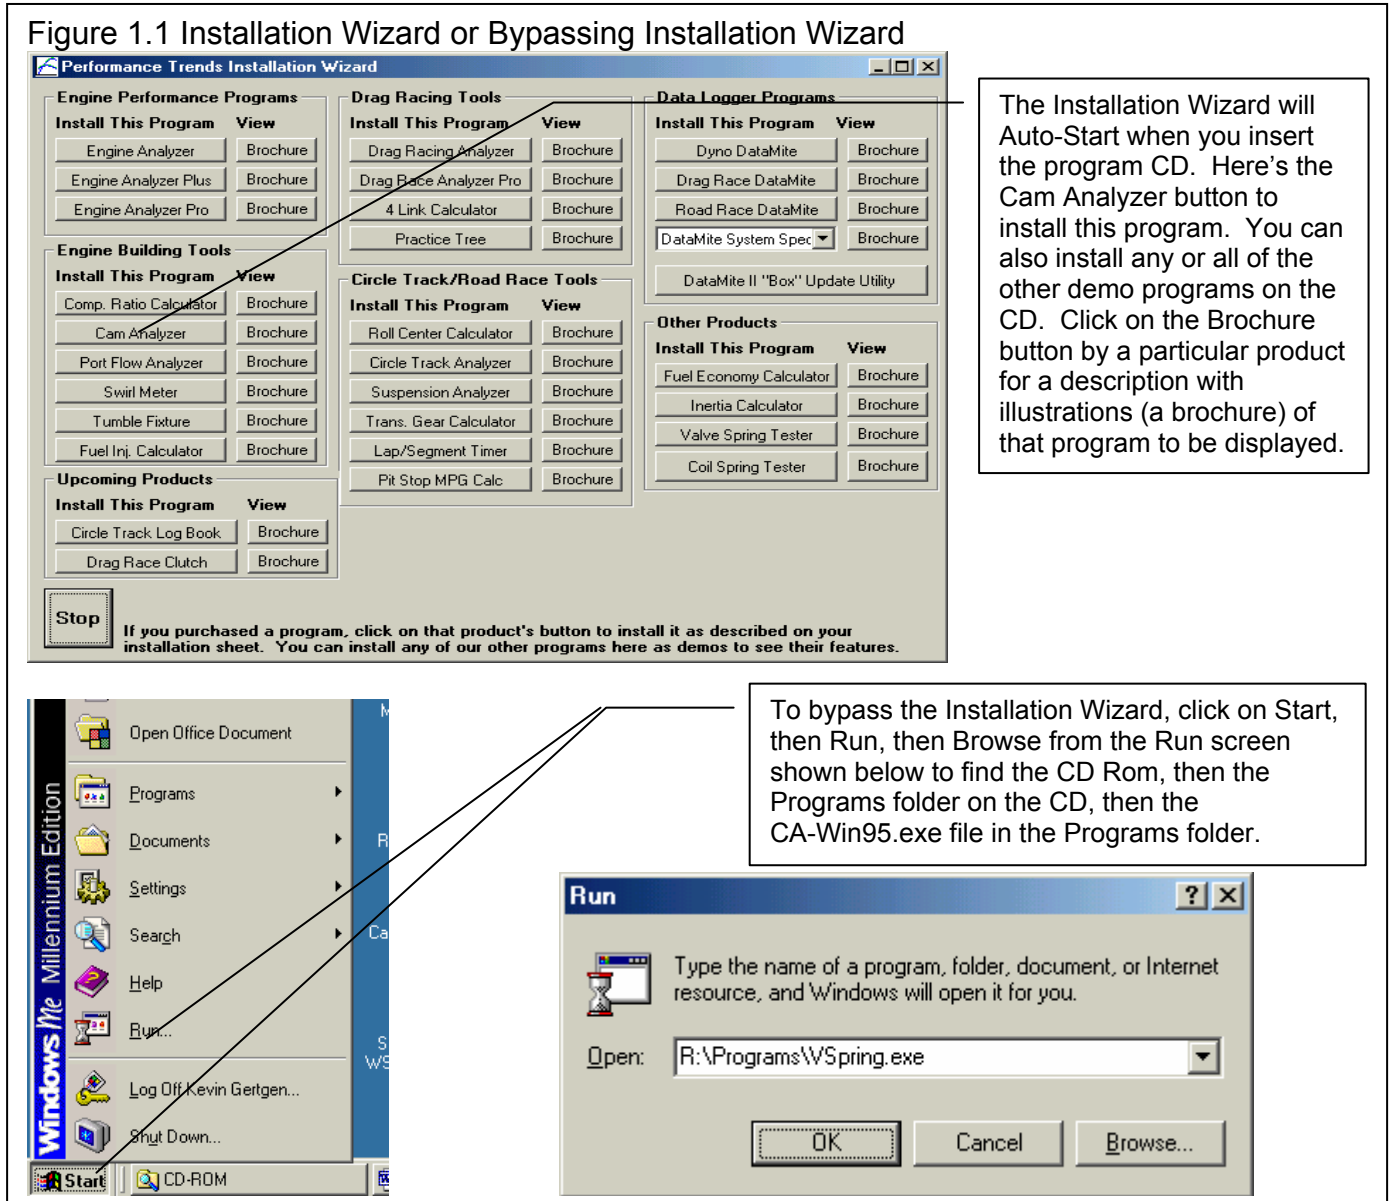 Figure 1.1 Installation Wizard or Bypassing Installation Wizard
Performance Trends Installation Wizard
Engine Performance Programs
Install This Program View
Engine Analyzer Brochure
Engine Analyzer Plus Brochure
Engine Analyzer Pro Brochure
Engine Building Tools
Install This Program View
Comp. Ratio Calculator Brochure
Cam Analyzer Brochure
Port Flow Analyzer Brochure
Swirl Meter Brochure
Tumble Fixture Brochure
Fuel Inj. Calculator Brochure
Upcoming Products
Install This Program View
Circle Track Log Book Brochure
Drag Race Clutch Brochure
Drag Racing Tools
Install This Program View
Drag Racing Analyzer Brochure
Drag Race Analyzer Pro Brochure
4 Link Calculator Brochure
Practice Tree Brochure
Circle Track/Road Race Tools
Install This Program View
Roll Center Calculator Brochure
Circle Track Analyzer Brochure
Suspension Analyzer Brochure
Trans. Gear Calculator Brochure
Lap/Segment Timer Brochure
Pit Stop MPG Calc Brochure
Data Logger Programs
Install This Program View
Dyno DataMite Brochure
Drag Race DataMite Brochure
Road Race DataMite Brochure
DataMite System Spec Brochure
DataMite II "Box" Update Utility
Other Products
Install This Program View
Fuel Economy Calculator Brochure
Inertia Calculator Brochure
Valve Spring Tester Brochure
Coil Spring Tester Brochure
Stop
If you purchased a program, click on that product's button to install it as described on your
installation sheet. You can install any of our other programs here as demos to see their features.
The Installation Wizard will
Auto-Start when you insert
the program CD. Here's the
Cam Analyzer button to
install this program. You can
also install any or all of the
other demo programs on the
CD. Click on the Brochure
button by a particular product
for a description with
illustrations (a brochure) of
that program to be displayed.
Windows Me Millennium Edition
Open Office Document
Programs
Documents
Settings
Search
Help
Run...
Log Off Kevin Gertgen...
Shut Down...
Start
CD-ROM
M
R
Ca
S
WS
To bypass the Installation Wizard, click on Start,
then Run, then Browse from the Run screen
shown below to find the CD Rom, then the
Programs folder on the CD, then the
CA-Win95.exe file in the Programs folder.
Run
Type the name of a program, folder, document, or Internet
resource, and Windows will open it for you.
Open: R:\Programs\VSpring.exe
OK Cancel Browse...